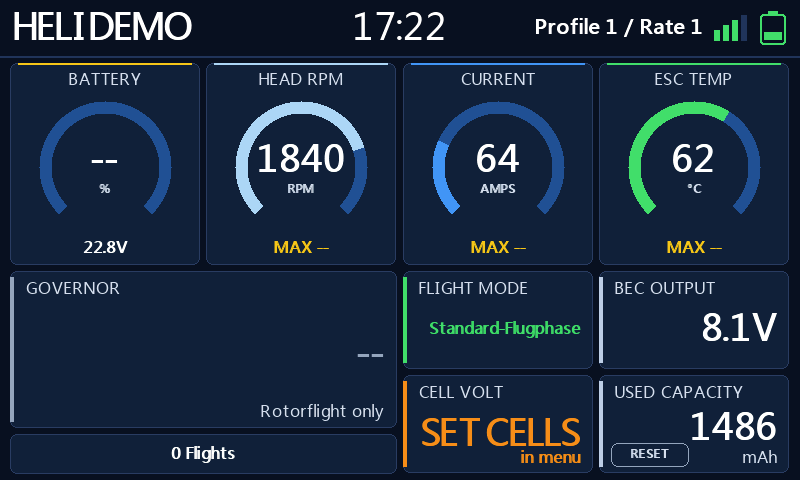 HELI DEMO
17:22
Profile 1 / Rate 1
BATTERY
--
%
22.8V
HEAD RPM
1840
RPM
MAX --
CURRENT
64
AMPS
MAX --
ESC TEMP
62
°C
MAX --
GOVERNOR
--
Rotorflight only
0 Flights
FLIGHT MODE
Standard-Flugphase
BEC OUTPUT
8.1V
CELL VOLT
SET CELLS
in menu
USED CAPACITY
1486
RESET
mAh